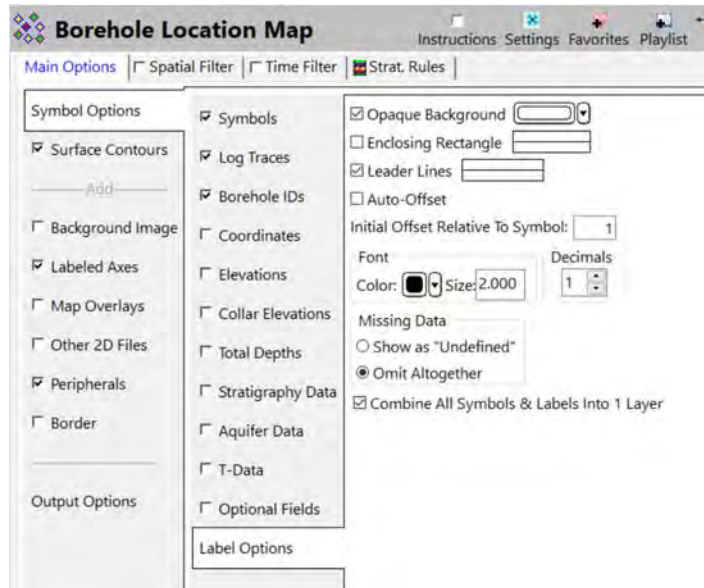 Borehole Location Map
Instructions Settings Favorites Playlist
Main Options Spatial Filter Time Filter Strat. Rules
Symbol Options
Surface Contours
Add
Background Image
Labeled Axes
Map Overlays
Other 2D Files
Peripherals
Border
Output Options
Symbols
Log Traces
Borehole IDs
Coordinates
Elevations
Collar Elevations
Total Depths
Stratigraphy Data
Aquifer Data
T-Data
Optional Fields
Label Options
Opaque Background
Enclosing Rectangle
Leader Lines
Auto-Offset
Initial Offset Relative To Symbol: 1
Font
Color: Size: 2.000
Decimals
1
Missing Data
Show as "Undefined"
Omit Altogether
Combine All Symbols & Labels Into 1 Layer